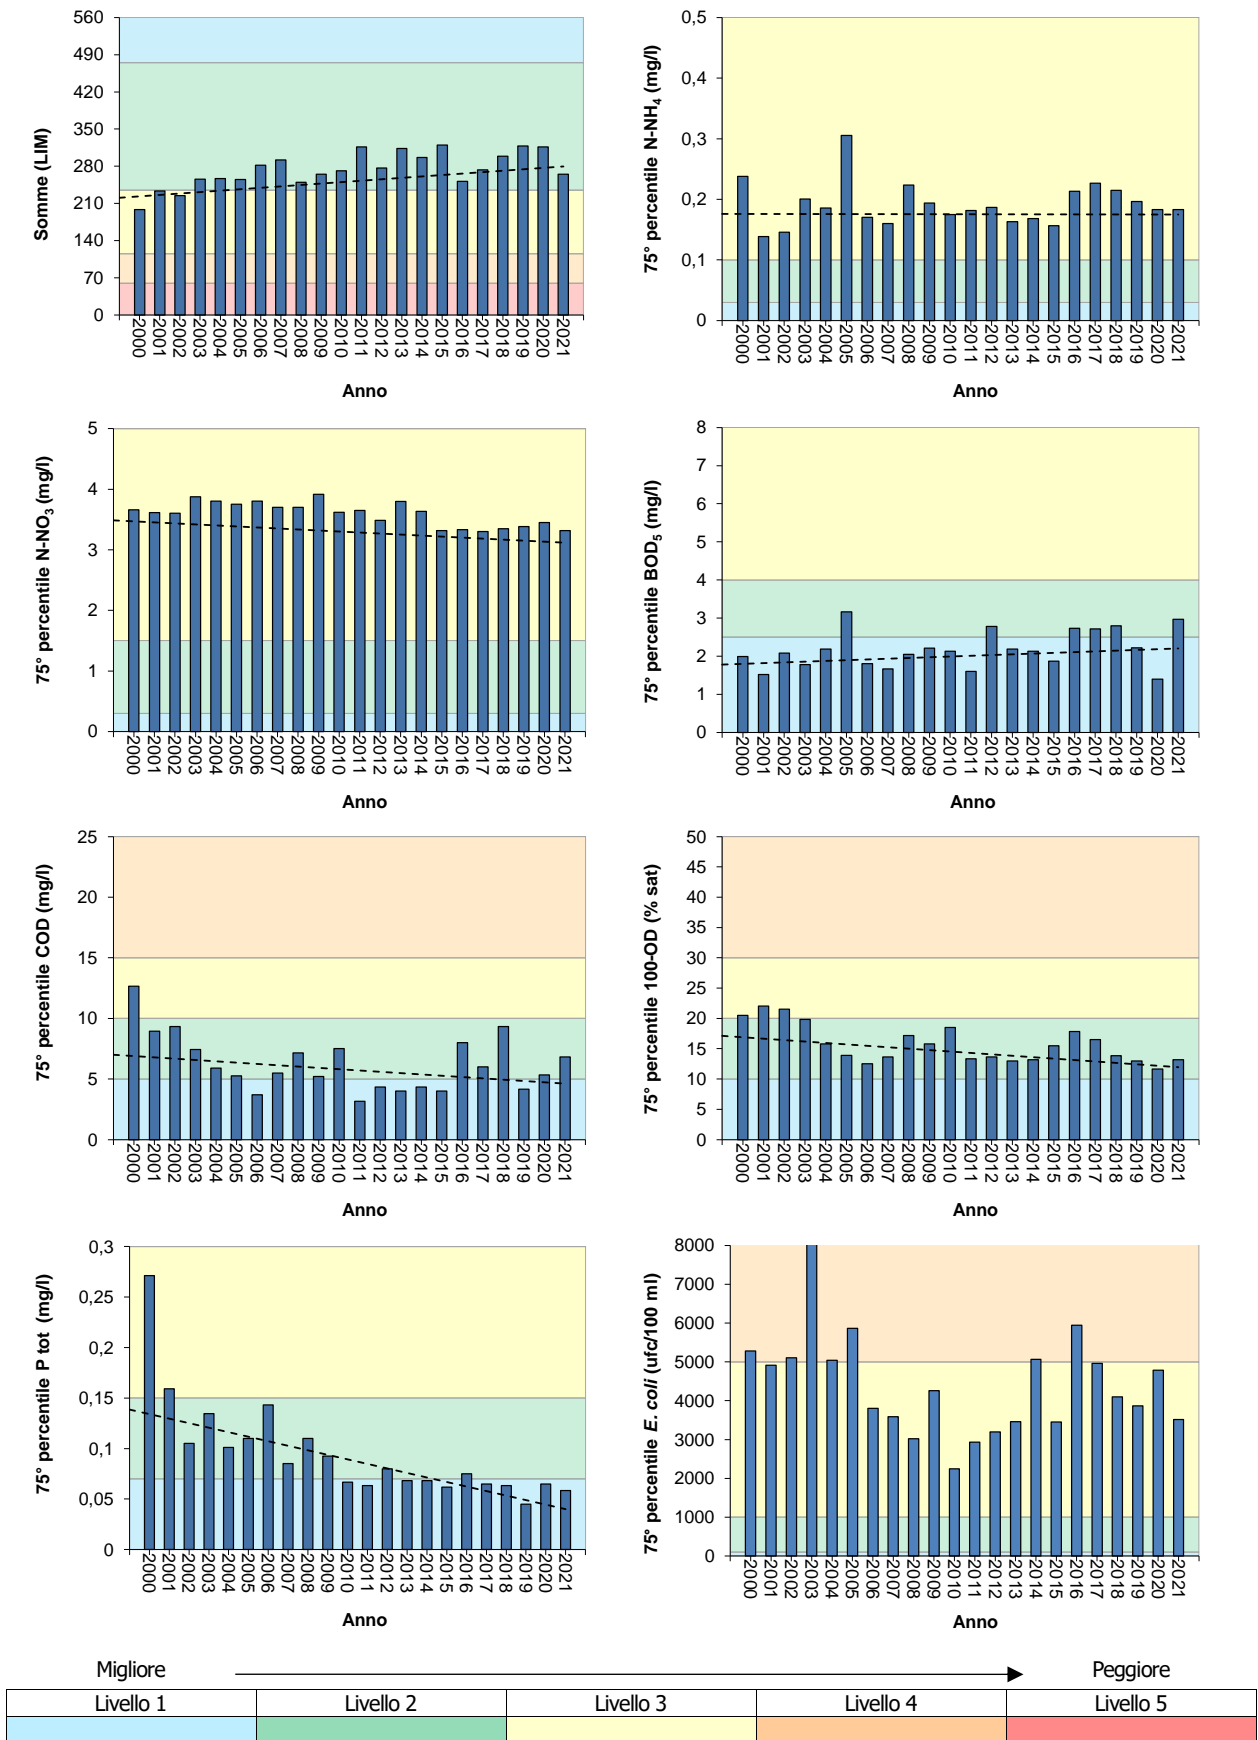 560
490
420
350
280
210
140
70
0
Somme (LIM)
2000 2001 2002 2003 2004 2005 2006 2007 2008 2009 2010 2011 2012 2013 2014 2015 2016 2017 2018 2019 2020 2021
Anno
0,5
0,4
0,3
0,2
0,1
0
75° percentile N-NH4 (mg/l)
2000 2001 2002 2003 2004 2005 2006 2007 2008 2009 2010 2011 2012 2013 2014 2015 2016 2017 2018 2019 2020 2021
Anno
5
4
3
2
1
0
75° percentile N-NO3 (mg/l)
2000 2001 2002 2003 2004 2005 2006 2007 2008 2009 2010 2011 2012 2013 2014 2015 2016 2017 2018 2019 2020 2021
Anno
8
7
6
5
4
3
2
1
0
75° percentile BOD5 (mg/l)
2000 2001 2002 2003 2004 2005 2006 2007 2008 2009 2010 2011 2012 2013 2014 2015 2016 2017 2018 2019 2020 2021
Anno
25
20
15
10
5
0
75° percentile COD (mg/l)
2000 2001 2002 2003 2004 2005 2006 2007 2008 2009 2010 2011 2012 2013 2014 2015 2016 2017 2018 2019 2020 2021
Anno
50
45
40
35
30
25
20
15
10
5
0
75° percentile 100-OD (% sat)
2000 2001 2002 2003 2004 2005 2006 2007 2008 2009 2010 2011 2012 2013 2014 2015 2016 2017 2018 2019 2020 2021
Anno
0,3
0,25
0,2
0,15
0,1
0,05
0
75° percentile P tot (mg/l)
2000 2001 2002 2003 2004 2005 2006 2007 2008 2009 2010 2011 2012 2013 2014 2015 2016 2017 2018 2019 2020 2021
Anno
8000
7000
6000
5000
4000
3000
2000
1000
0
75° percentile E. coli (ufc/100 ml)
2000 2001 2002 2003 2004 2005 2006 2007 2008 2009 2010 2011 2012 2013 2014 2015 2016 2017 2018 2019 2020 2021
Anno
Migliore Peggiore
Livello 1 Livello 2 Livello 3 Livello 4 Livello 5